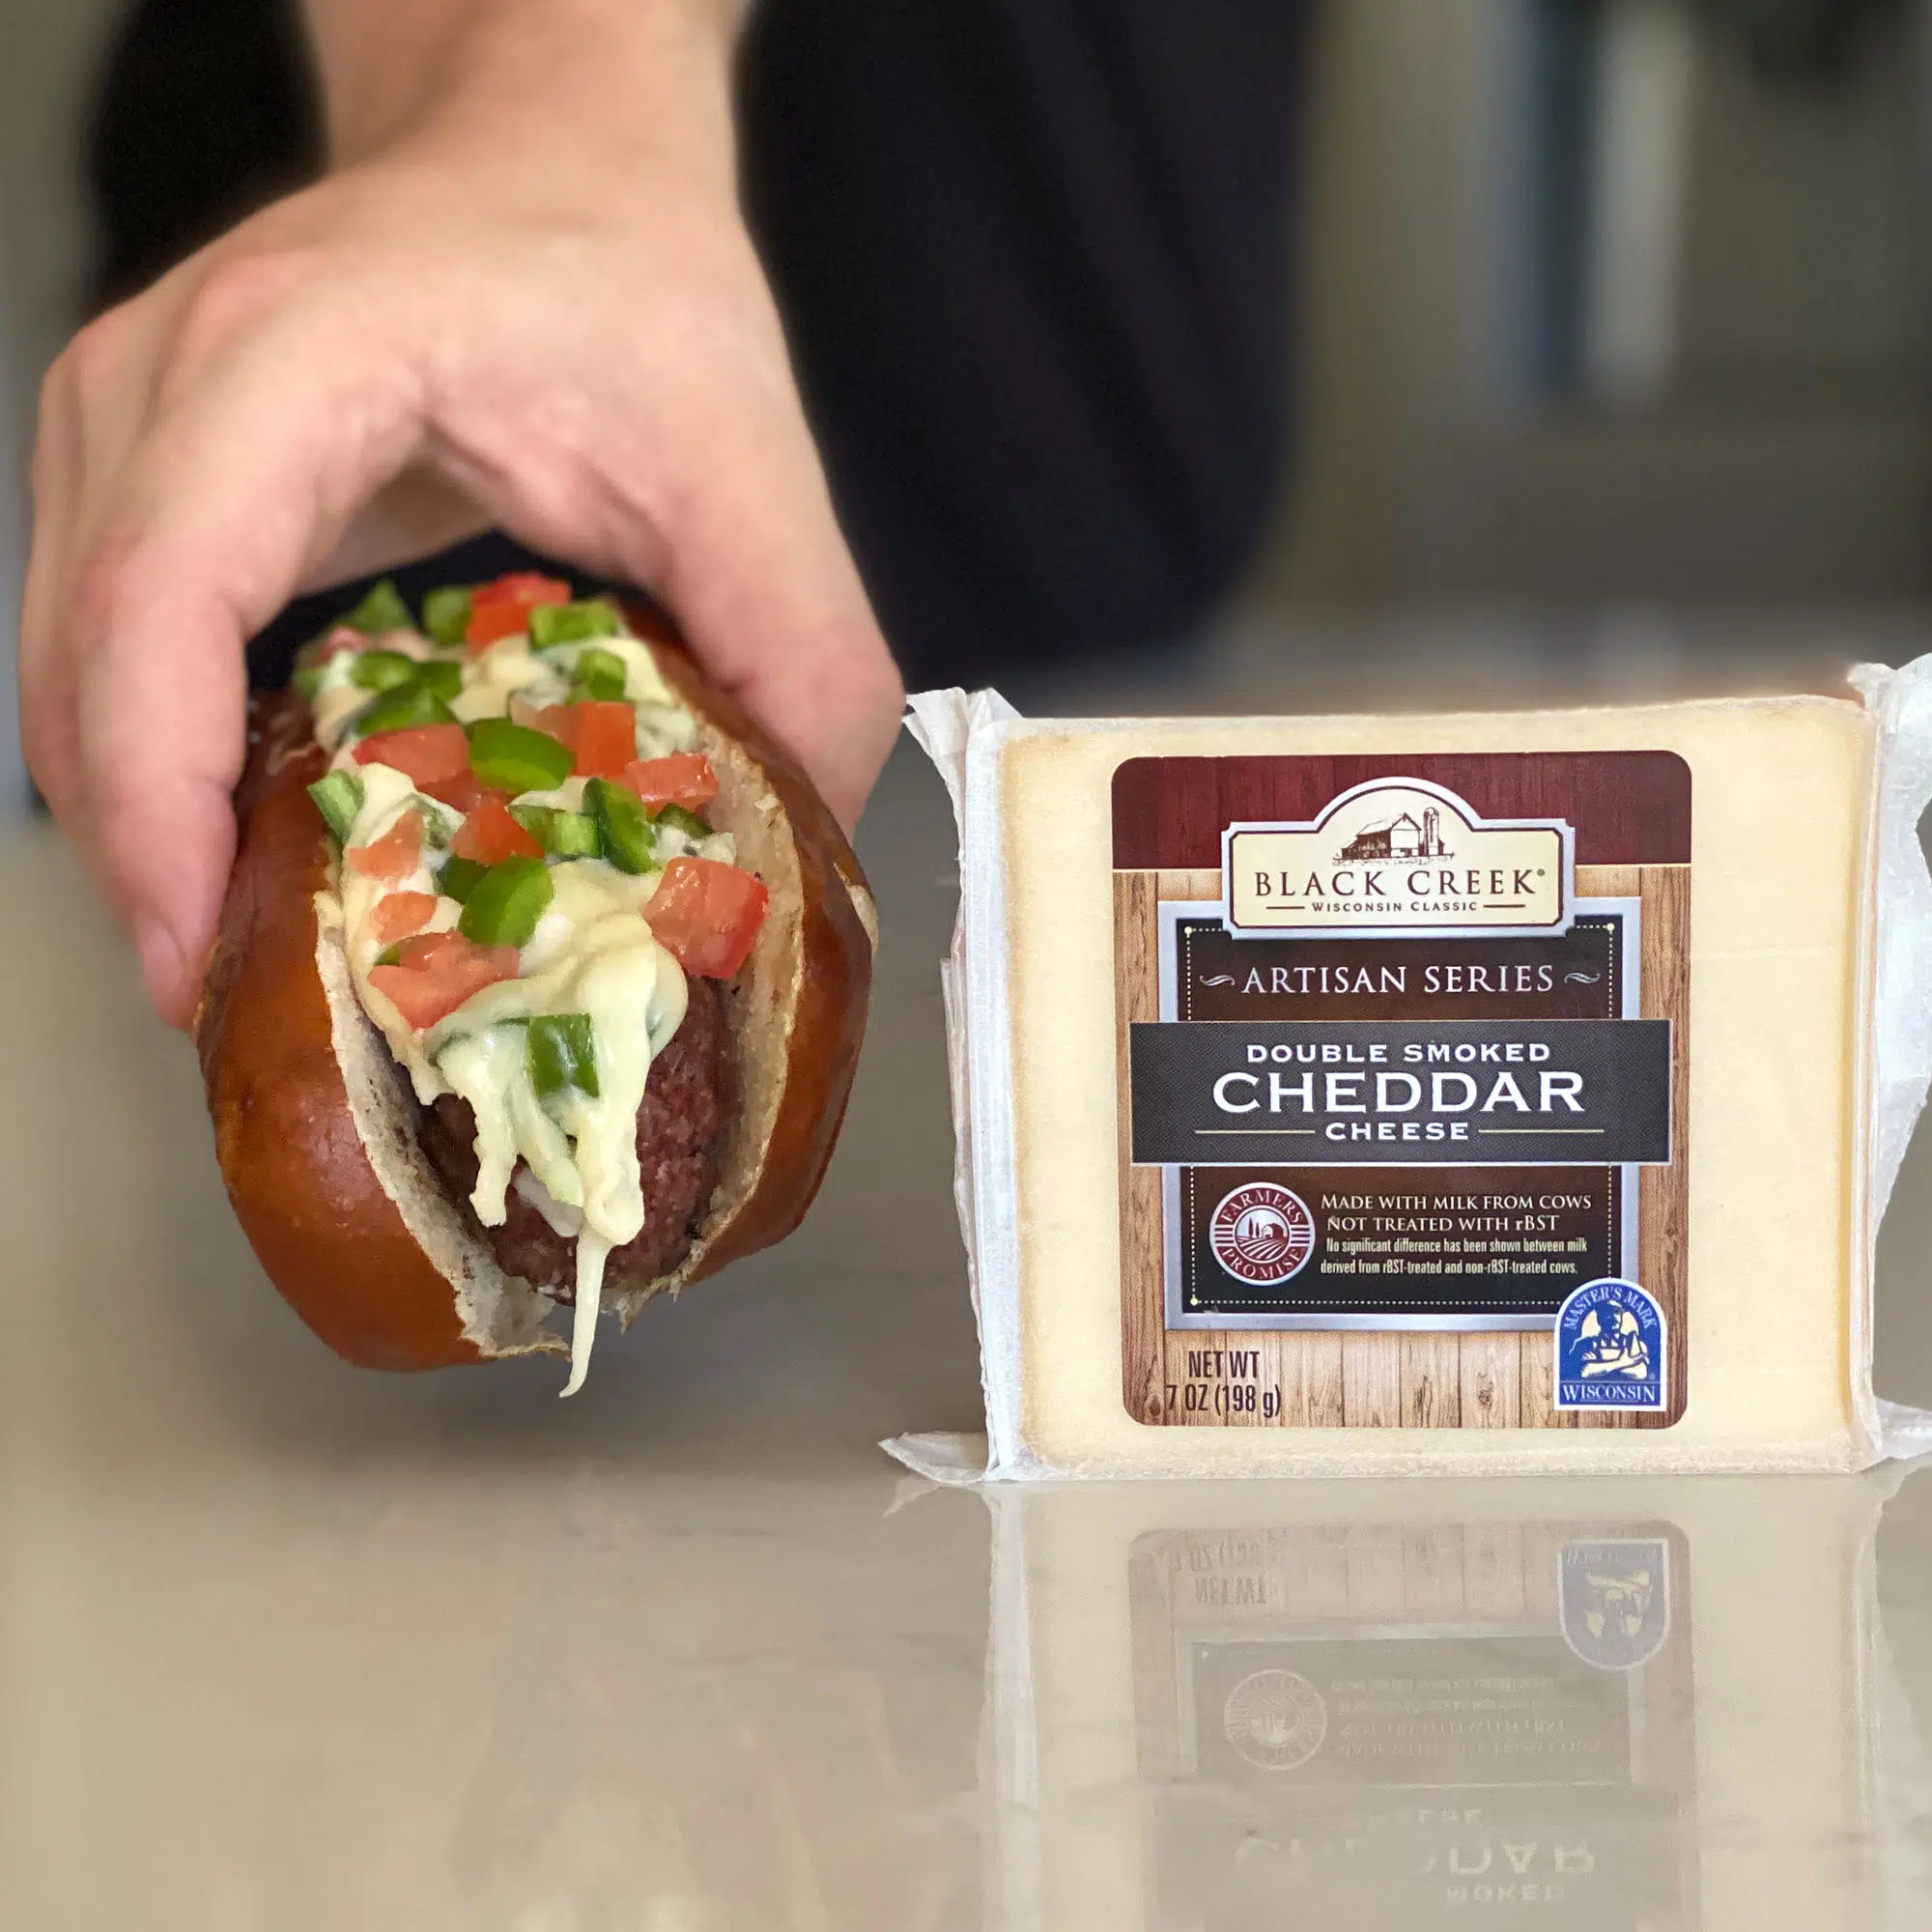 BLACK CREEK®
WISCONSIN CLASSIC
ARTISAN SERIES
DOUBLE SMOKED
CHEDDAR
CHEESE
FARMERS
PROMISE
MADE WITH MILK FROM COWS
NOT TREATED WITH rBST
No significant difference has been shown between milk
derived from rBST-treated and non-rBST-treated cows.
NET WT
7 OZ (198 g)
MASTER'S MARK
WISCONSIN